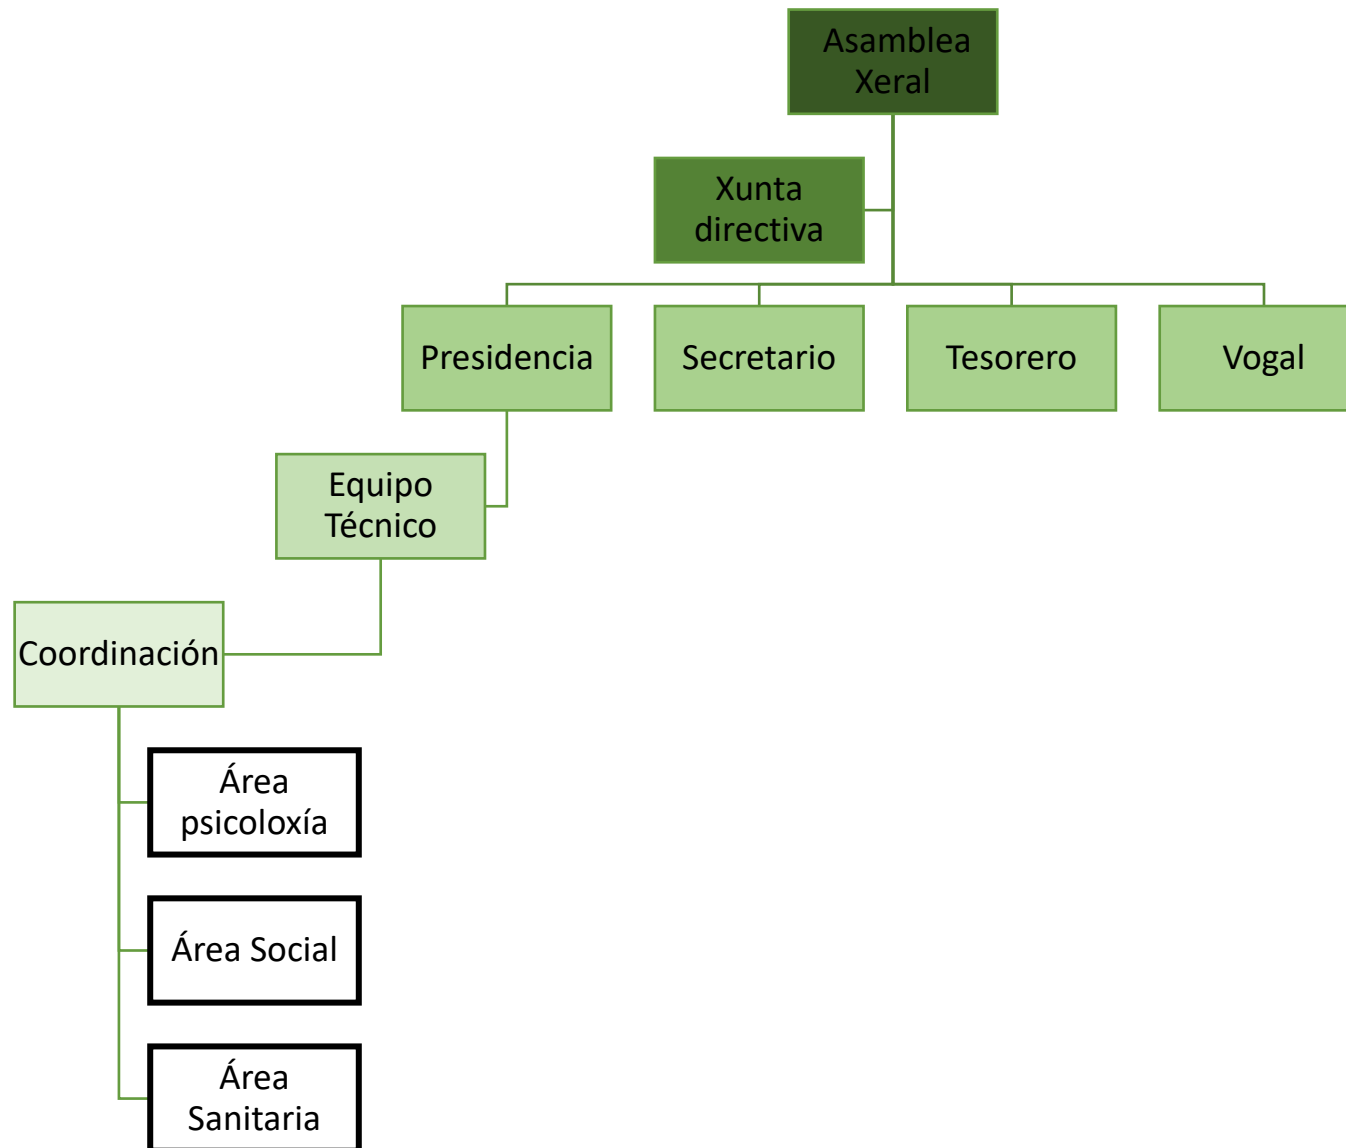 Asamblea
Xeral
Xunta
directiva
Presidencia
Secretario
Tesorero
Vogal
Equipo
Técnico
Coordinación
Área
psicoloxía
Área Social
Área
Sanitaria